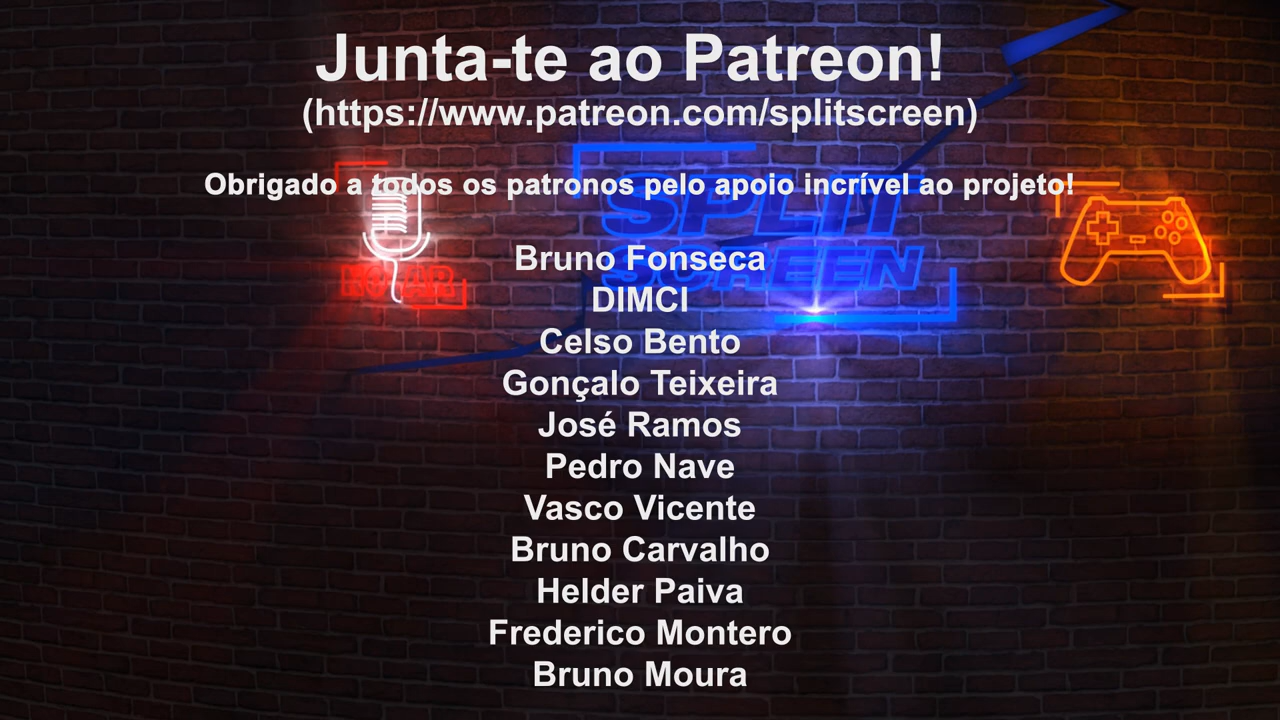 Junta-te ao Patreon!
(https://www.patreon.com/splitscreen)
Obrigado a todos os patronos pelo apoio incrível ao projeto!
SPLIT
SCREEN
Bruno Fonseca
DIMCI
Celso Bento
Gonçalo Teixeira
José Ramos
Pedro Nave
Vasco Vicente
Bruno Carvalho
Helder Paiva
Frederico Montero
Bruno Moura